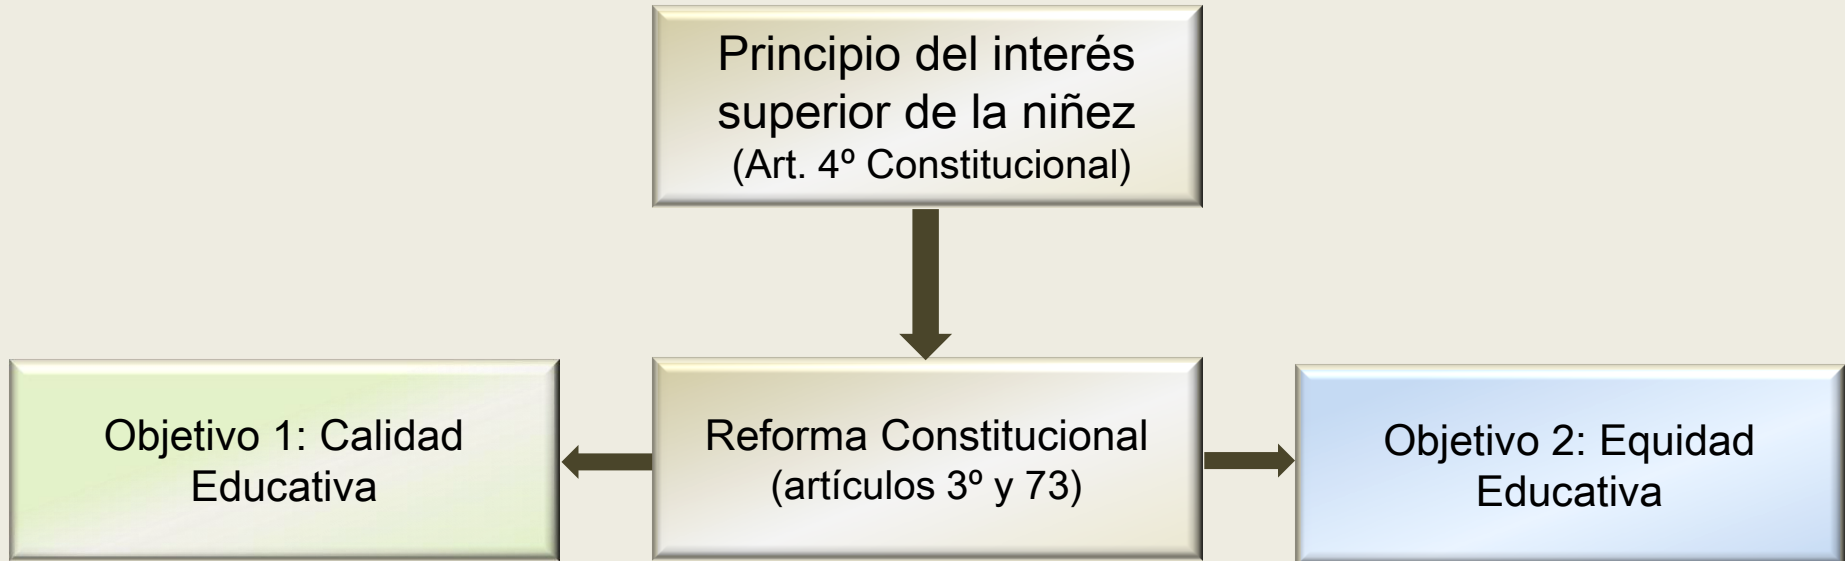 Principio del interés
superior de la niñez
(Art. 4º Constitucional)
Objetivo 1: Calidad
Educativa
Reforma Constitucional
(artículos 3º y 73)
Objetivo 2: Equidad
Educativa